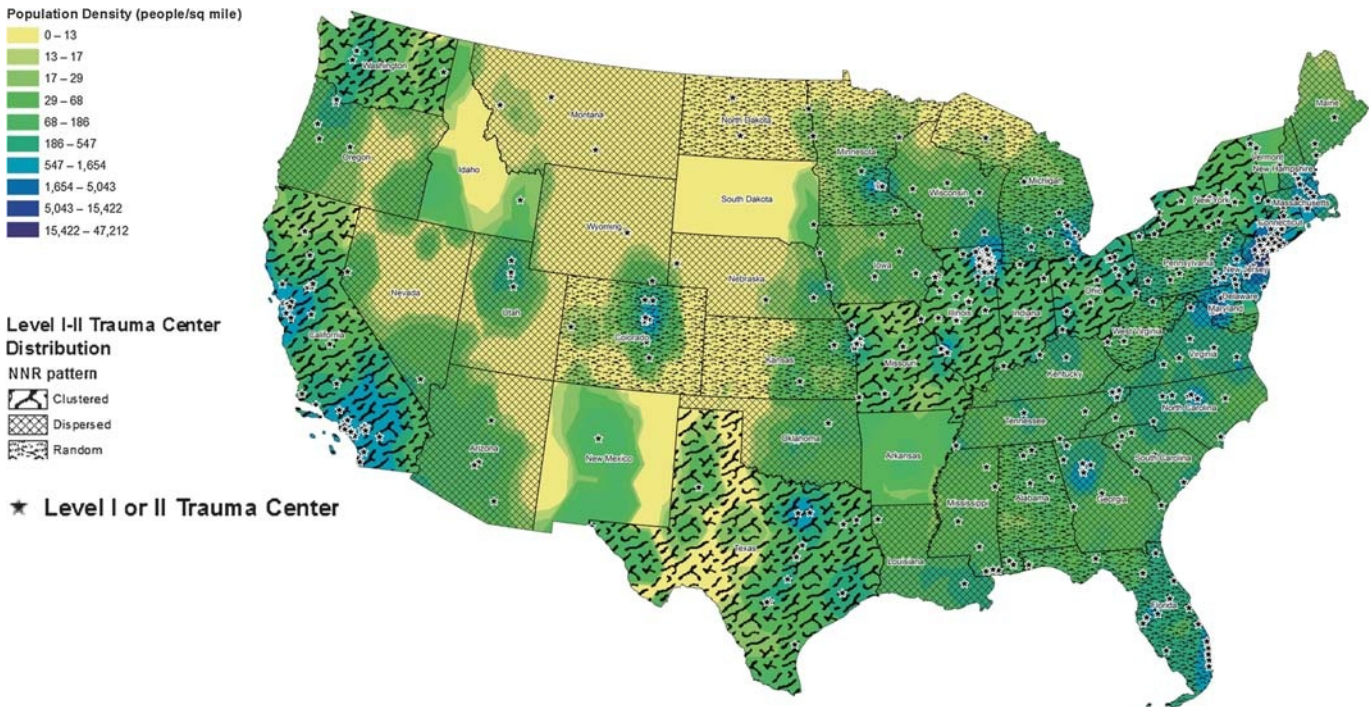 Population Density (people/sq mile)
0 – 13
13 – 17
17 – 29
29 – 68
68 – 186
186 – 547
547 – 1,654
1,654 – 5,043
5,043 – 15,422
15,422 – 47,212
Level I-II Trauma Center
Distribution
NNR pattern
Clustered
Dispersed
Random
Level I or II Trauma Center
Washington
Montana
North Dakota
Minnesota
Maine
Oregon
Idaho
Wyoming
South Dakota
Wisconsin
Michigan
Vermont
New Hampshire
New York
Massachusetts
Connecticut
Nevada
Utah
Colorado
Nebraska
Iowa
Illinois
Indiana
Ohio
Pennsylvania
New Jersey
Delaware
Maryland
California
Kansas
Missouri
Kentucky
West Virginia
Virginia
Arizona
New Mexico
Oklahoma
Arkansas
Tennessee
North Carolina
South Carolina
Texas
Louisiana
Mississippi
Alabama
Georgia
Florida